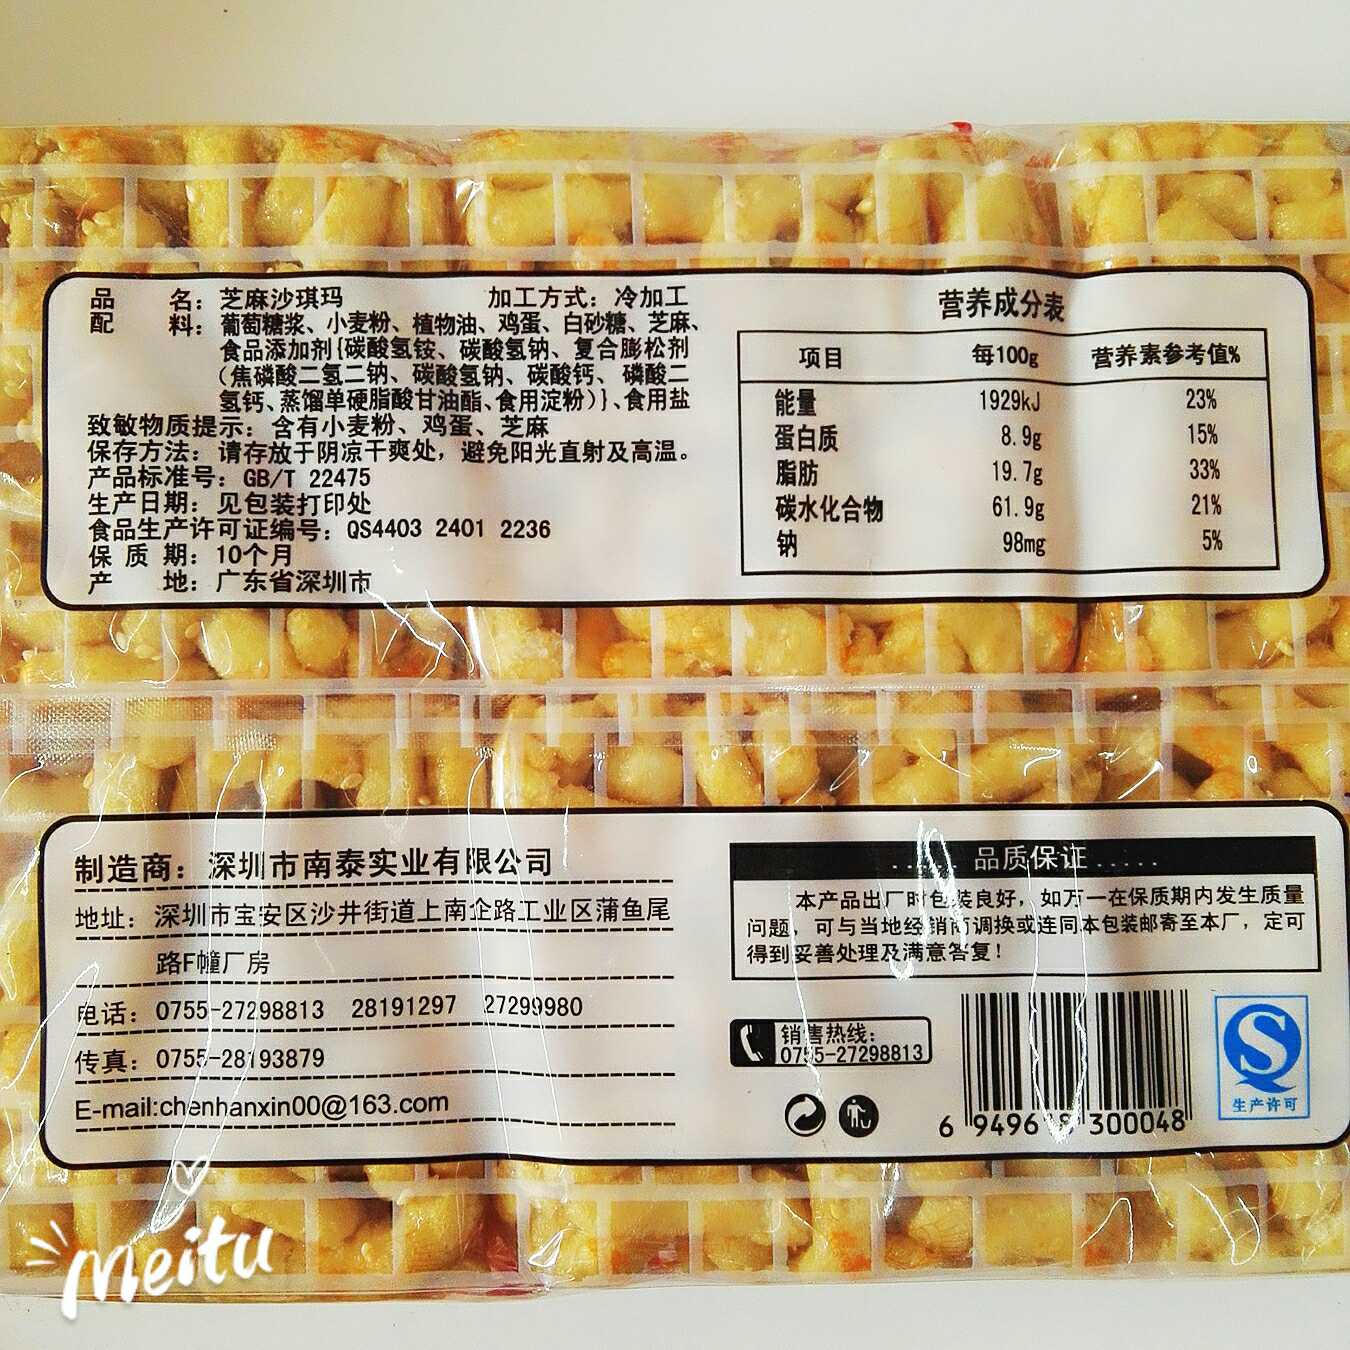 品 名：芝麻沙琪玛 加工方式：冷加工
配 料：葡萄糖浆、小麦粉、植物油、鸡蛋、白砂糖、芝麻、
食品添加剂{碳酸氢铵、碳酸氢钠、复合膨松剂
（焦磷酸二氢二钠、碳酸氢钠、碳酸钙、磷酸二
氢钙、蒸馏单硬脂酸甘油酯、食用淀粉）}、食用盐
致敏物质提示：含有小麦粉、鸡蛋、芝麻
保存方法：请存放于阴凉干爽处，避免阳光直射及高温。
产品标准号：GB/T 22475
生产日期：见包装打印处
食品生产许可证编号：QS4403 2401 2236
保 质 期：10个月
产 地：广东省深圳市
营养成分表
项目 每100g 营养素参考值%
能量 1929kJ 23%
蛋白质 8.9g 15%
脂肪 19.7g 33%
碳水化合物 61.9g 21%
钠 98mg 5%
制造商：深圳市南泰实业有限公司
地址：深圳市宝安区沙井街道上南企路工业区蒲鱼尾
路F幢厂房
电话：0755-27298813 28191297 27299980
传真：0755-28193879
E-mail:chenhanxin00@163.com
..... 品质保证 .....
本产品出厂时包装良好，如万一在保质期内发生质量
问题，可与当地经销商调换或连同本包装邮寄至本厂，定可
得到妥善处理及满意答复！
销售热线：
0755-27298813
6 949618 300048
生产许可
meitu